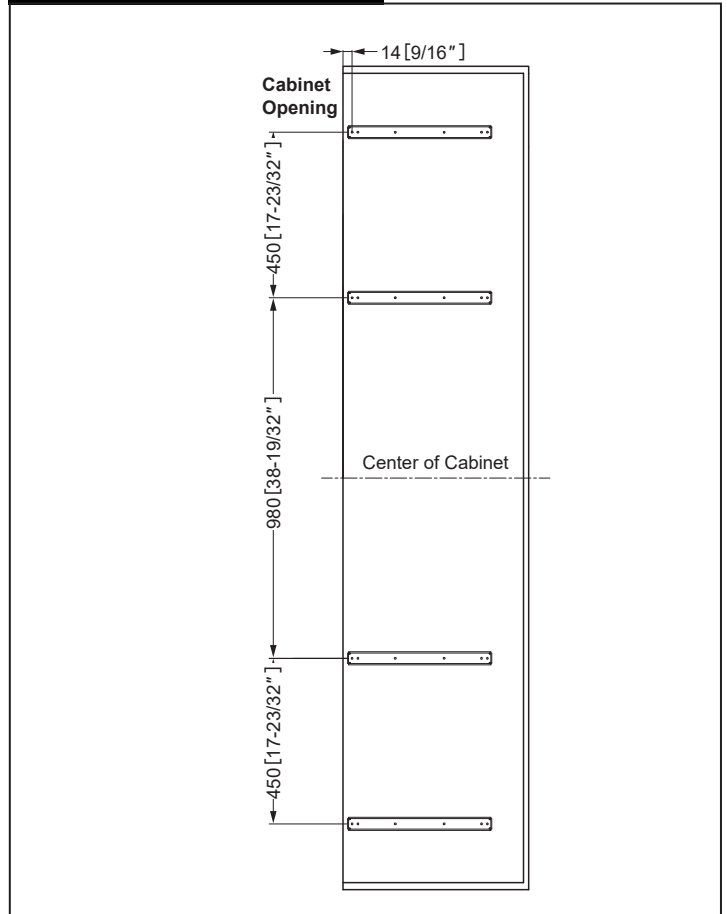 14[9/16″]
Cabinet
Opening
450[17-23/32″]
980[38-19/32″]
Center of Cabinet
450[17-23/32″]